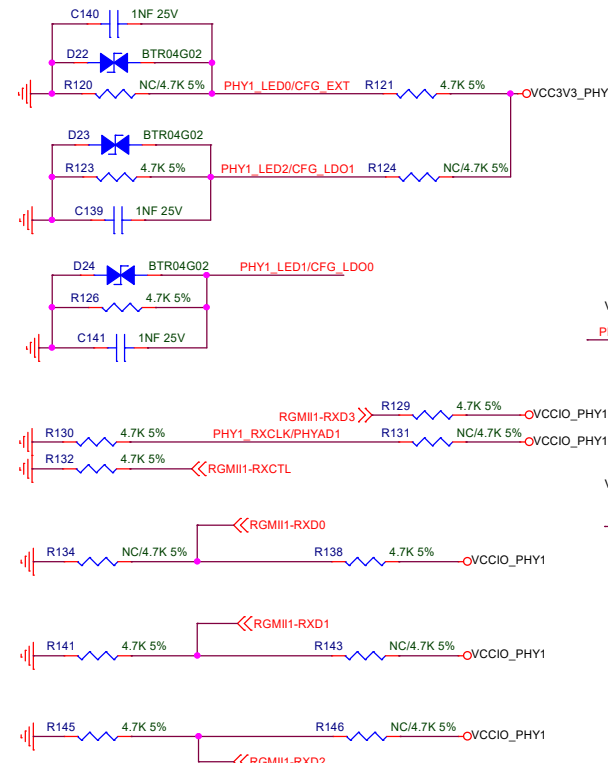 C140 1NF 25V
D22 BTR04G02
R120 NC/4.7K 5% PHY1_LED0/CFG_EXT R121 4.7K 5%
VCC3V3_PHY
D23 BTR04G02
R123 4.7K 5% PHY1_LED2/CFG_LDO1 R124 NC/4.7K 5%
C139 1NF 25V
D24 BTR04G02 PHY1_LED1/CFG_LDO0
R126 4.7K 5%
C141 1NF 25V
RGMII1-RXD3 R129 4.7K 5% VCCIO_PHY1
R130 4.7K 5% PHY1_RXCLK/PHYAD1 R131 NC/4.7K 5% VCCIO_PHY1
R132 4.7K 5% RGMII1-RXCTL
RGMII1-RXD0
R134 NC/4.7K 5% R138 4.7K 5% VCCIO_PHY1
RGMII1-RXD1
R141 4.7K 5% R143 NC/4.7K 5% VCCIO_PHY1
R145 4.7K 5% R146 NC/4.7K 5% VCCIO_PHY1
RGMII1-RXD2